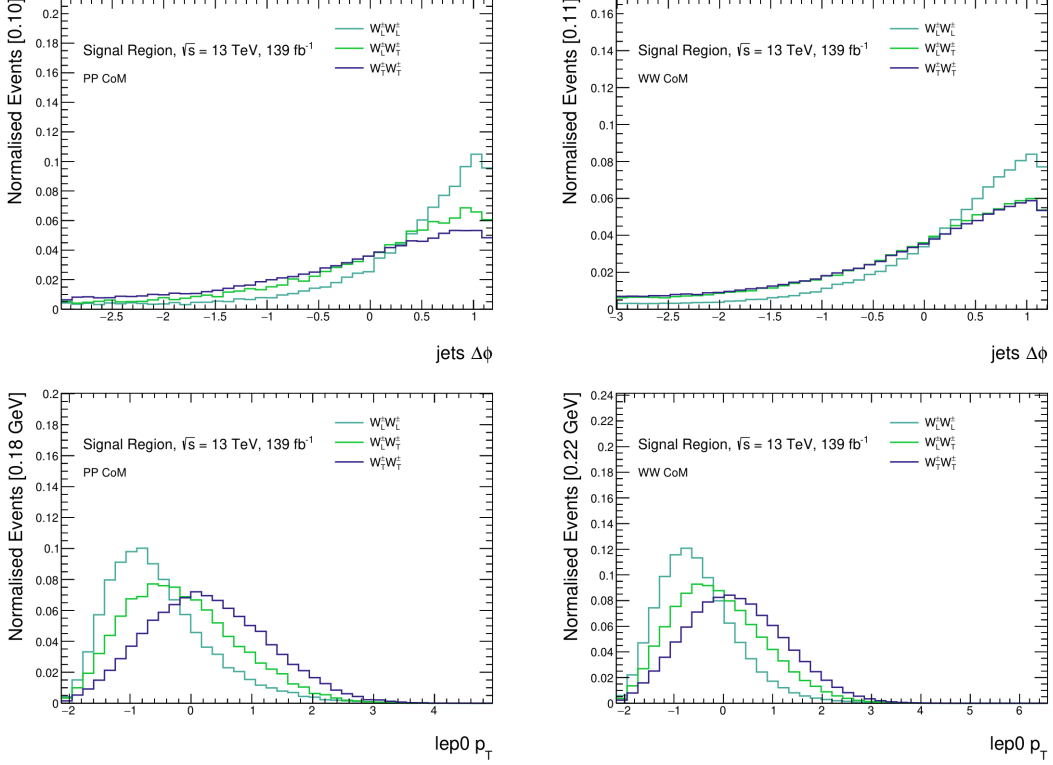 Normalised Events [0.10]
0.2
0.18
0.16
0.14
0.12
0.1
0.08
0.06
0.04
0.02
0
Signal Region, √s = 13 TeV, 139 fb⁻¹
PP CoM
W±LW±L
W±LW±T
W±TW±T
−2.5 −2 −1.5 −1 −0.5 0 0.5 1
jets Δϕ
Normalised Events [0.11]
0.16
0.14
0.12
0.1
0.08
0.06
0.04
0.02
0
Signal Region, √s = 13 TeV, 139 fb⁻¹
WW CoM
W±LW±L
W±LW±T
W±TW±T
−3 −2.5 −2 −1.5 −1 −0.5 0 0.5 1
jets Δϕ
Normalised Events [0.18 GeV]
0.2
0.18
0.16
0.14
0.12
0.1
0.08
0.06
0.04
0.02
0
Signal Region, √s = 13 TeV, 139 fb⁻¹
PP CoM
W±LW±L
W±LW±T
W±TW±T
−2 −1 0 1 2 3 4
lep0 pT
Normalised Events [0.22 GeV]
0.24
0.22
0.2
0.18
0.16
0.14
0.12
0.1
0.08
0.06
0.04
0.02
0
Signal Region, √s = 13 TeV, 139 fb⁻¹
WW CoM
W±LW±L
W±LW±T
W±TW±T
−2 −1 0 1 2 3 4 5 6
lep0 pT